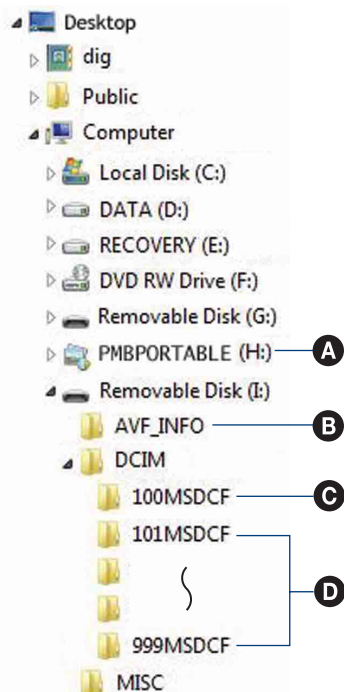 Desktop
dig
Public
Computer
Local Disk (C:)
DATA (D:)
RECOVERY (E:)
DVD RW Drive (F:)
Removable Disk (G:)
PMBPORTABLE (H:) A
Removable Disk (I:)
AVF_INFO B
DCIM
100MSDCF C
101MSDCF
D
999MSDCF
MISC